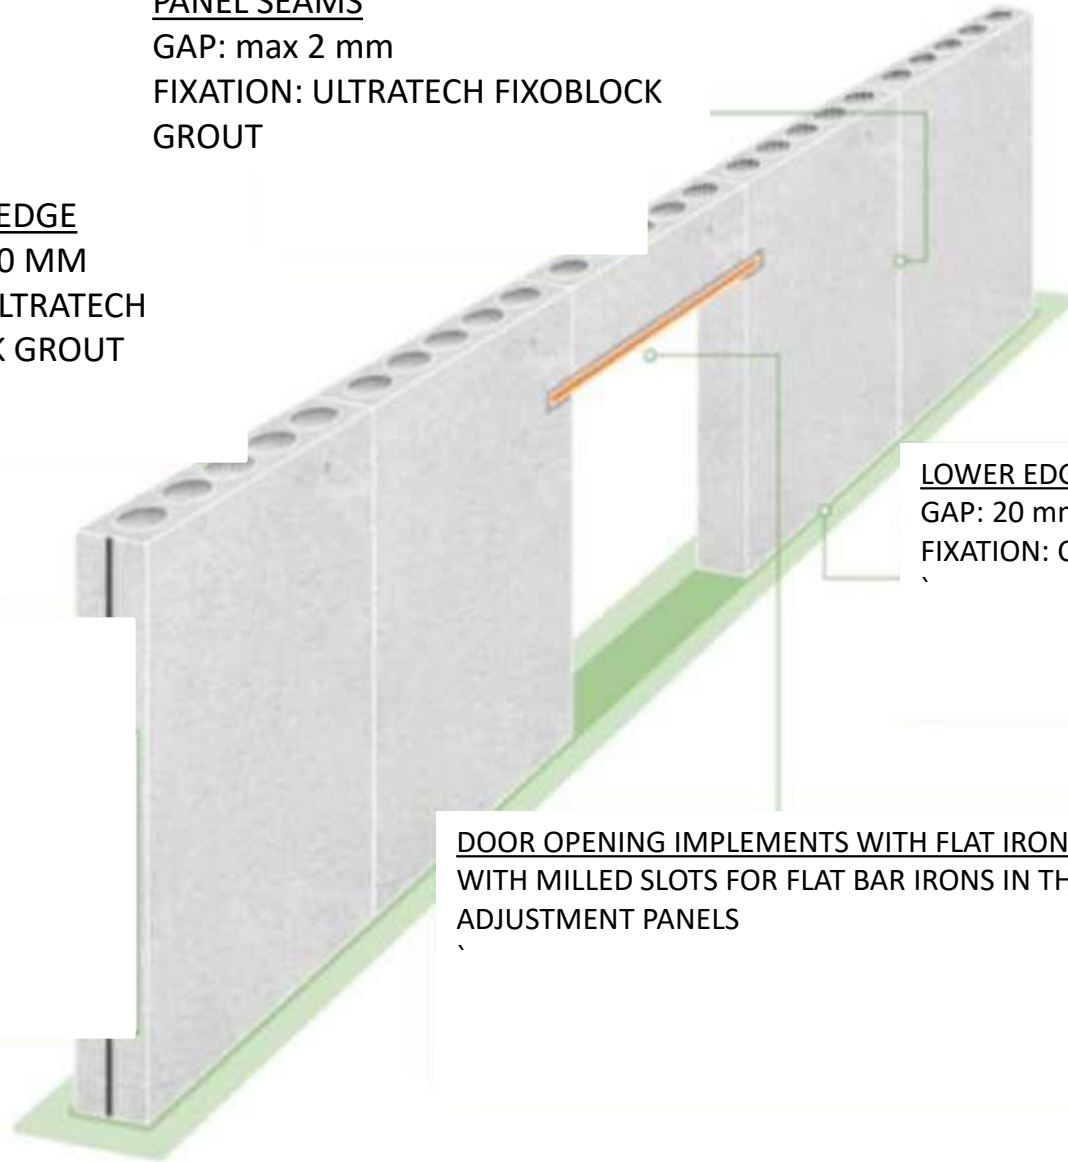 PANEL SEAMS
GAP: max 2 mm
FIXATION: ULTRATECH FIXOBLOCK
GROUT
EDGE
0 MM
LTRATECH
K GROUT
LOWER EDG
GAP: 20 mm
FIXATION: C
`
DOOR OPENING IMPLEMENTS WITH FLAT IRON
WITH MILLED SLOTS FOR FLAT BAR IRONS IN TH
ADJUSTMENT PANELS
`